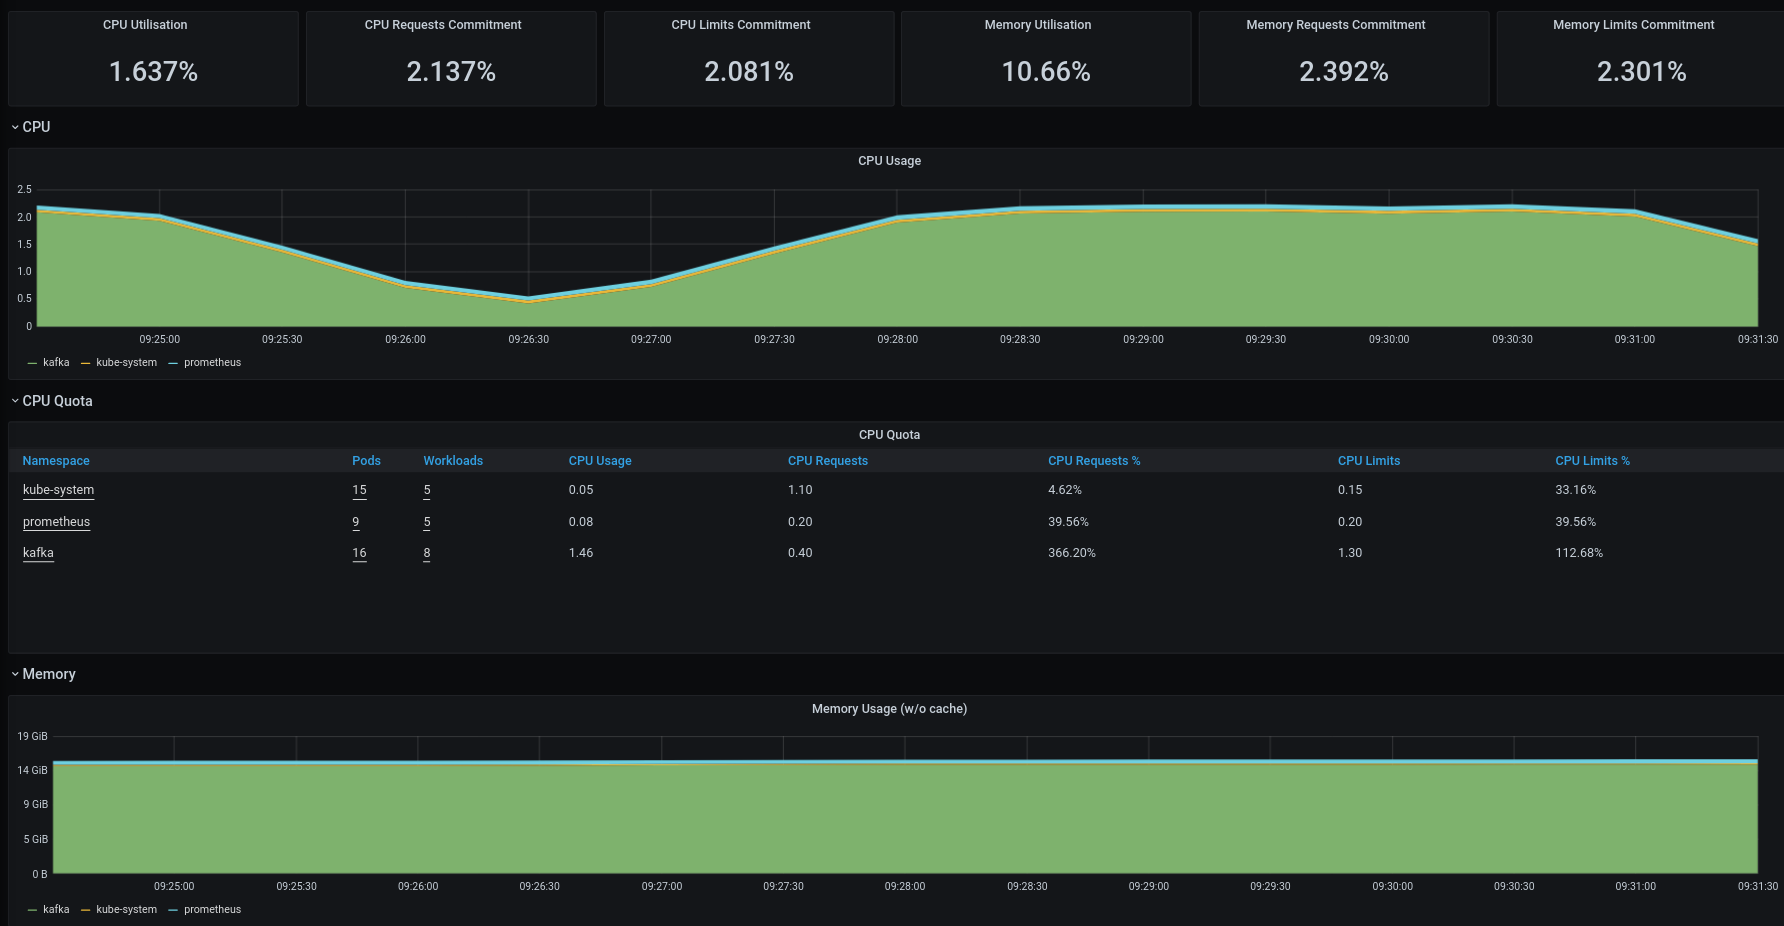 CPU Utilisation CPU Requests Commitment CPU Limits Commitment Memory Utilisation Memory Requests Commitment Memory Limits Commitment
1.637% 2.137% 2.081% 10.66% 2.392% 2.301%
CPU
CPU Usage
2.5
2.0
1.5
1.0
0.5
0
09:25:00 09:25:30 09:26:00 09:26:30 09:27:00 09:27:30 09:28:00 09:28:30 09:29:00 09:29:30 09:30:00 09:30:30 09:31:00 09:31:30
kafka kube-system prometheus
CPU Quota
CPU Quota
Namespace Pods Workloads CPU Usage CPU Requests CPU Requests % CPU Limits CPU Limits %
kube-system 15 5 0.05 1.10 4.62% 0.15 33.16%
prometheus 9 5 0.08 0.20 39.56% 0.20 39.56%
kafka 16 8 1.46 0.40 366.20% 1.30 112.68%
Memory
Memory Usage (w/o cache)
19 GiB
14 GiB
9 GiB
5 GiB
0 B
09:25:00 09:25:30 09:26:00 09:26:30 09:27:00 09:27:30 09:28:00 09:28:30 09:29:00 09:29:30 09:30:00 09:30:30 09:31:00 09:31:30
kafka kube-system prometheus